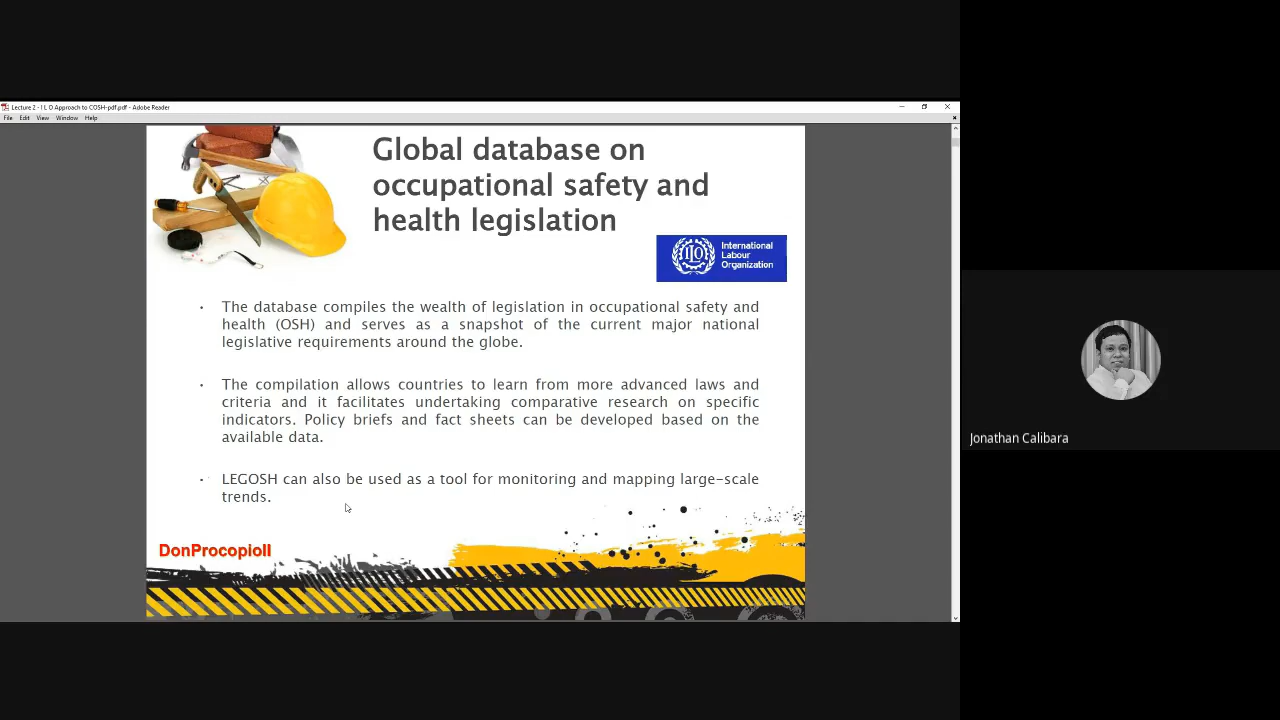 Lecture 2 - I L O Approach to COSH-pdf.pdf - Adobe Reader
File Edit View Window Help
Global database on
occupational safety and
health legislation
ILO
International
Labour
Organization
• The database compiles the wealth of legislation in occupational safety and
health (OSH) and serves as a snapshot of the current major national
legislative requirements around the globe.
• The compilation allows countries to learn from more advanced laws and
criteria and it facilitates undertaking comparative research on specific
indicators. Policy briefs and fact sheets can be developed based on the
available data.
• LEGOSH can also be used as a tool for monitoring and mapping large-scale
trends.
DonProcopioII
Jonathan Calibara